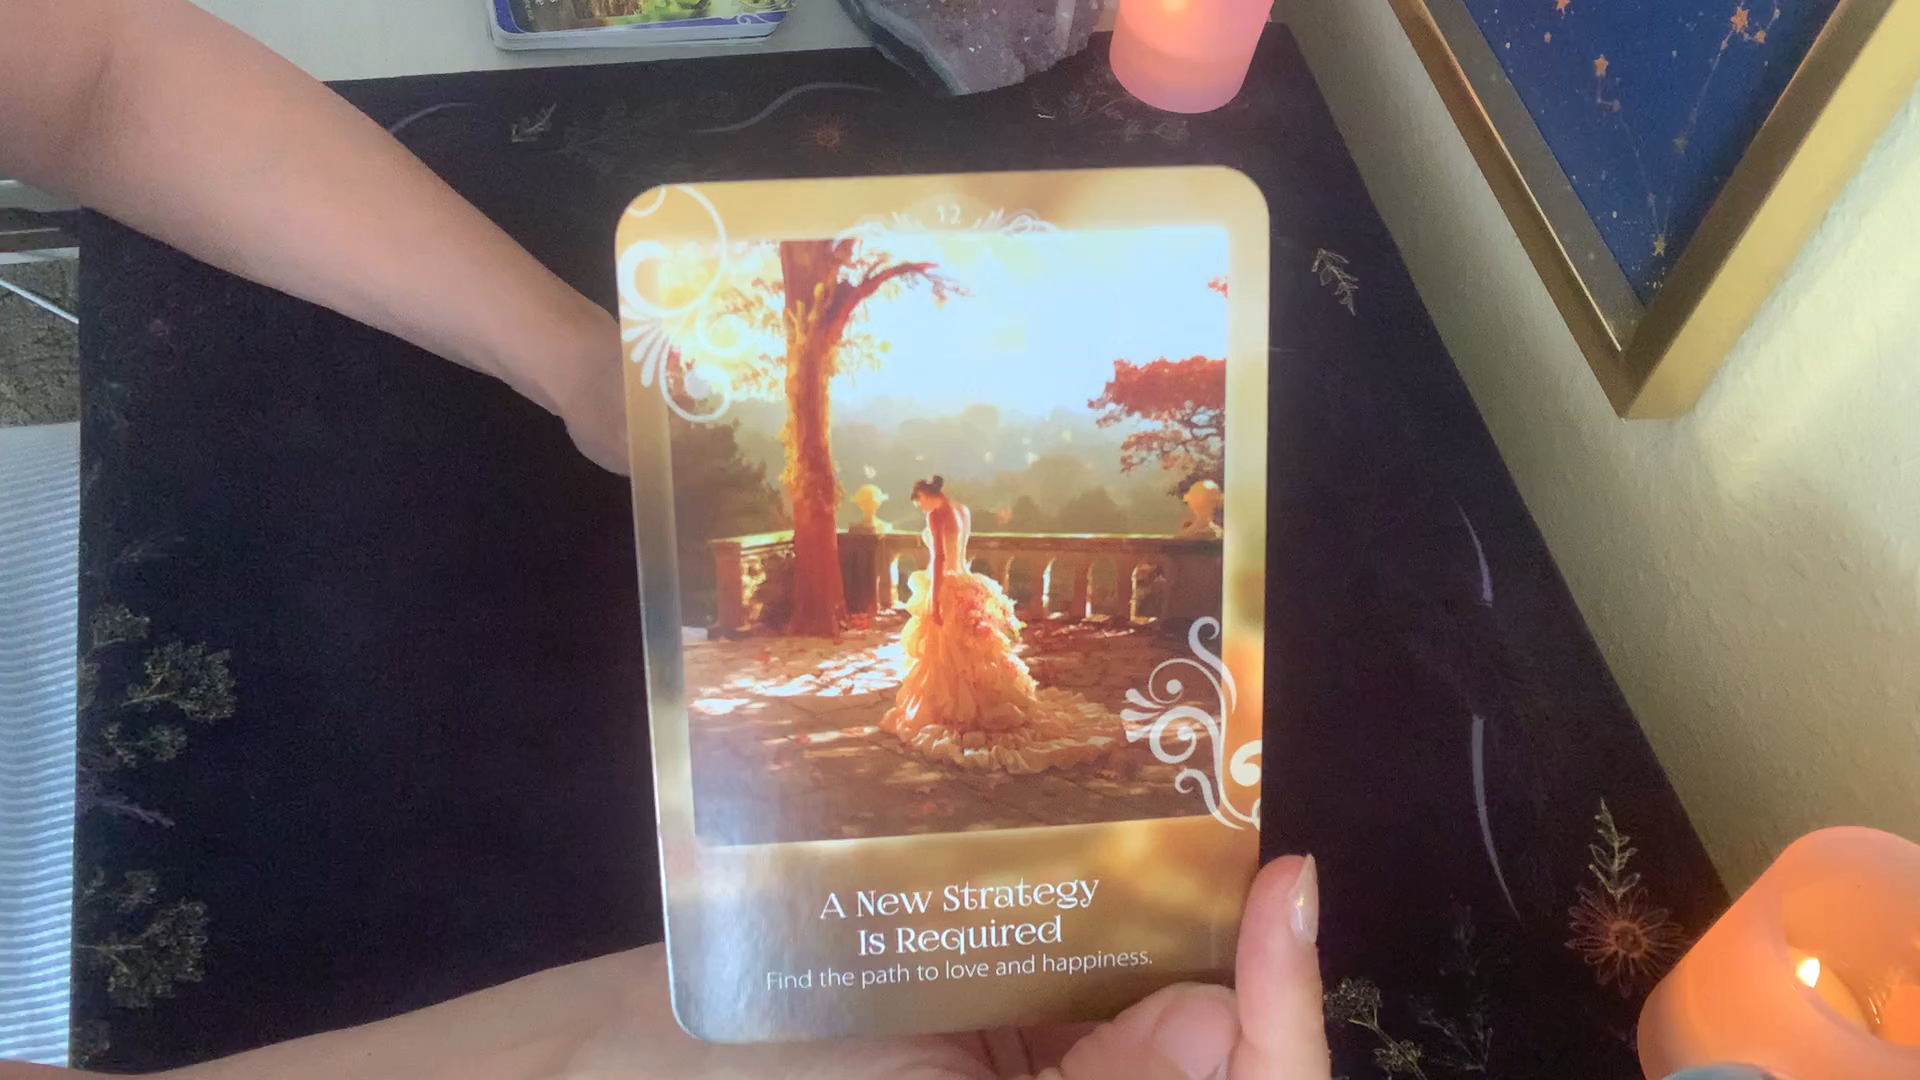 12
A New Strategy
Is Required
Find the path to love and happiness.